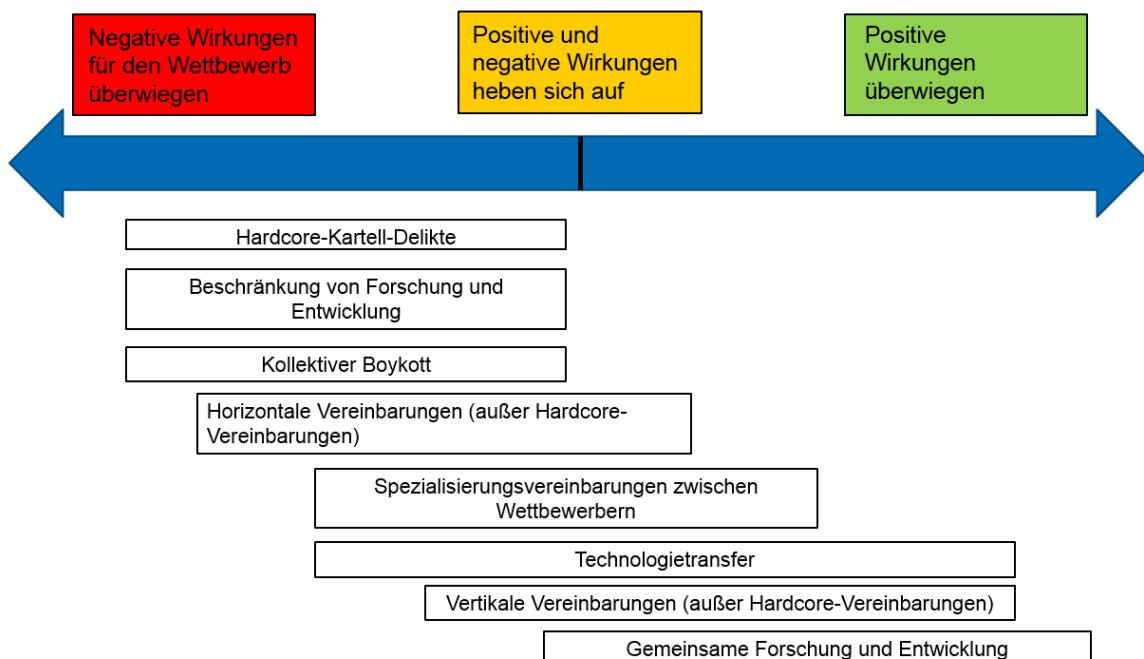 Negative Wirkungen
für den Wettbewerb
überwiegen
Positive und
negative Wirkungen
heben sich auf
Positive
Wirkungen
überwiegen
Hardcore-Kartell-Delikte
Beschränkung von Forschung und
Entwicklung
Kollektiver Boykott
Horizontale Vereinbarungen (außer Hardcore-
Vereinbarungen)
Spezialisierungsvereinbarungen zwischen
Wettbewerbern
Technologietransfer
Vertikale Vereinbarungen (außer Hardcore-Vereinbarungen)
Gemeinsame Forschung und Entwicklung